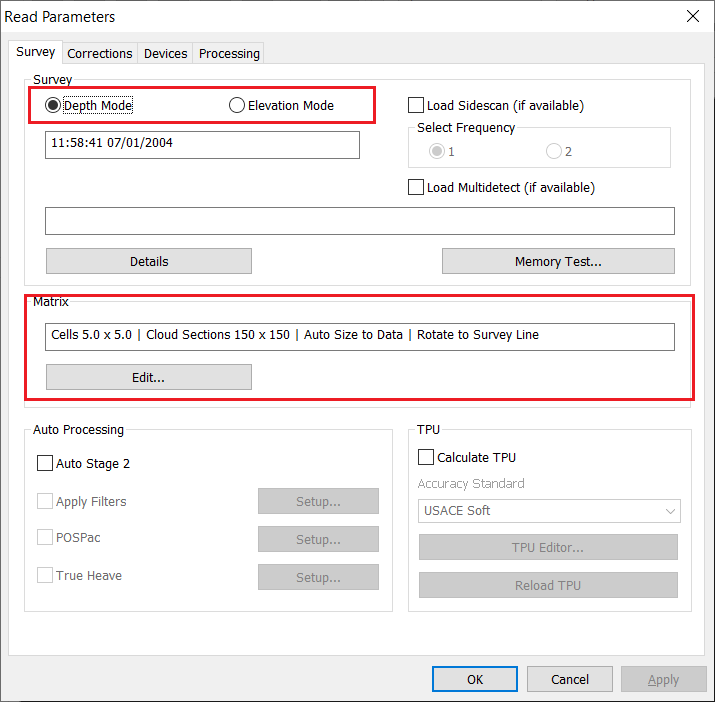 Read Parameters
Survey
Corrections
Devices
Processing
Survey
Depth Mode
Elevation Mode
Load Sidescan (if available)
Select Frequency
11:58:41 07/01/2004
1
2
Load Multidetect (if available)
Details
Memory Test...
Matrix
Cells 5.0 x 5.0 | Cloud Sections 150 x 150 | Auto Size to Data | Rotate to Survey Line
Edit...
Auto Processing
TPU
Auto Stage 2
Calculate TPU
Accuracy Standard
Apply Filters
Setup...
USACE Soft
POSPac
Setup...
TPU Editor...
True Heave
Setup...
Reload TPU
OK
Cancel
Apply